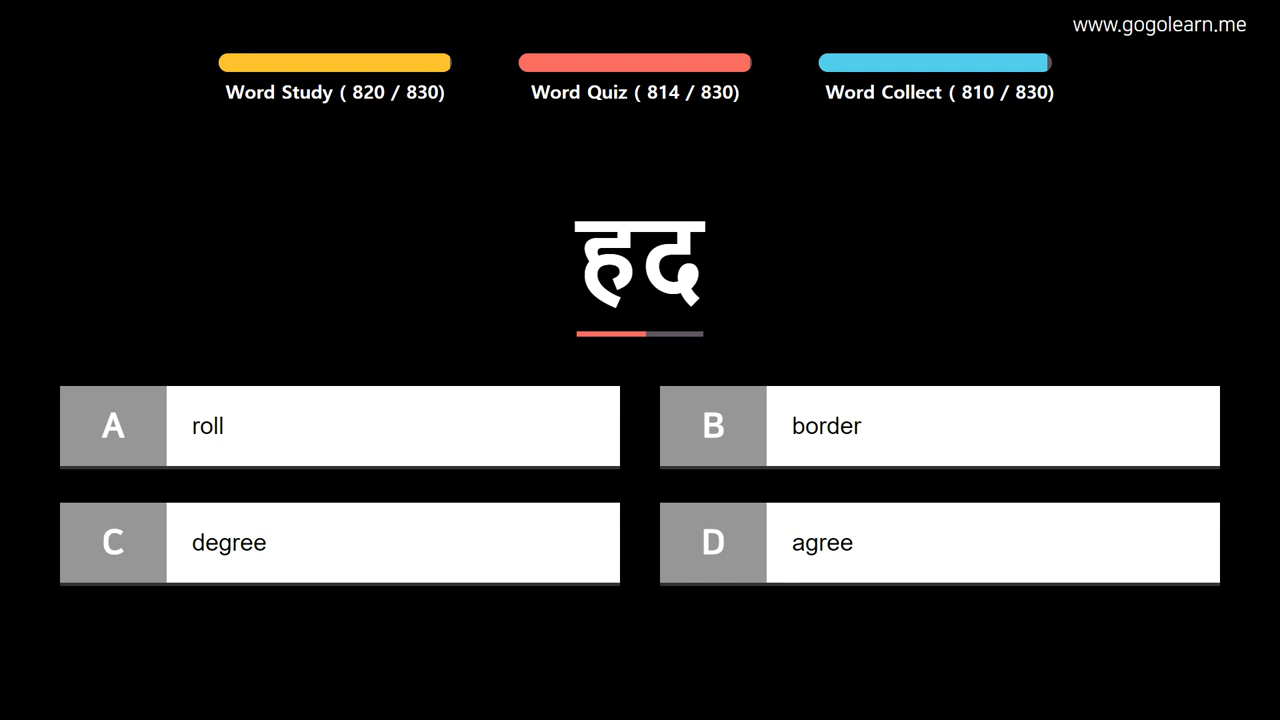 www.gogolearn.me
Word Study ( 820 / 830)
Word Quiz ( 814 / 830)
Word Collect ( 810 / 830)
हद
A roll
B border
C degree
D agree